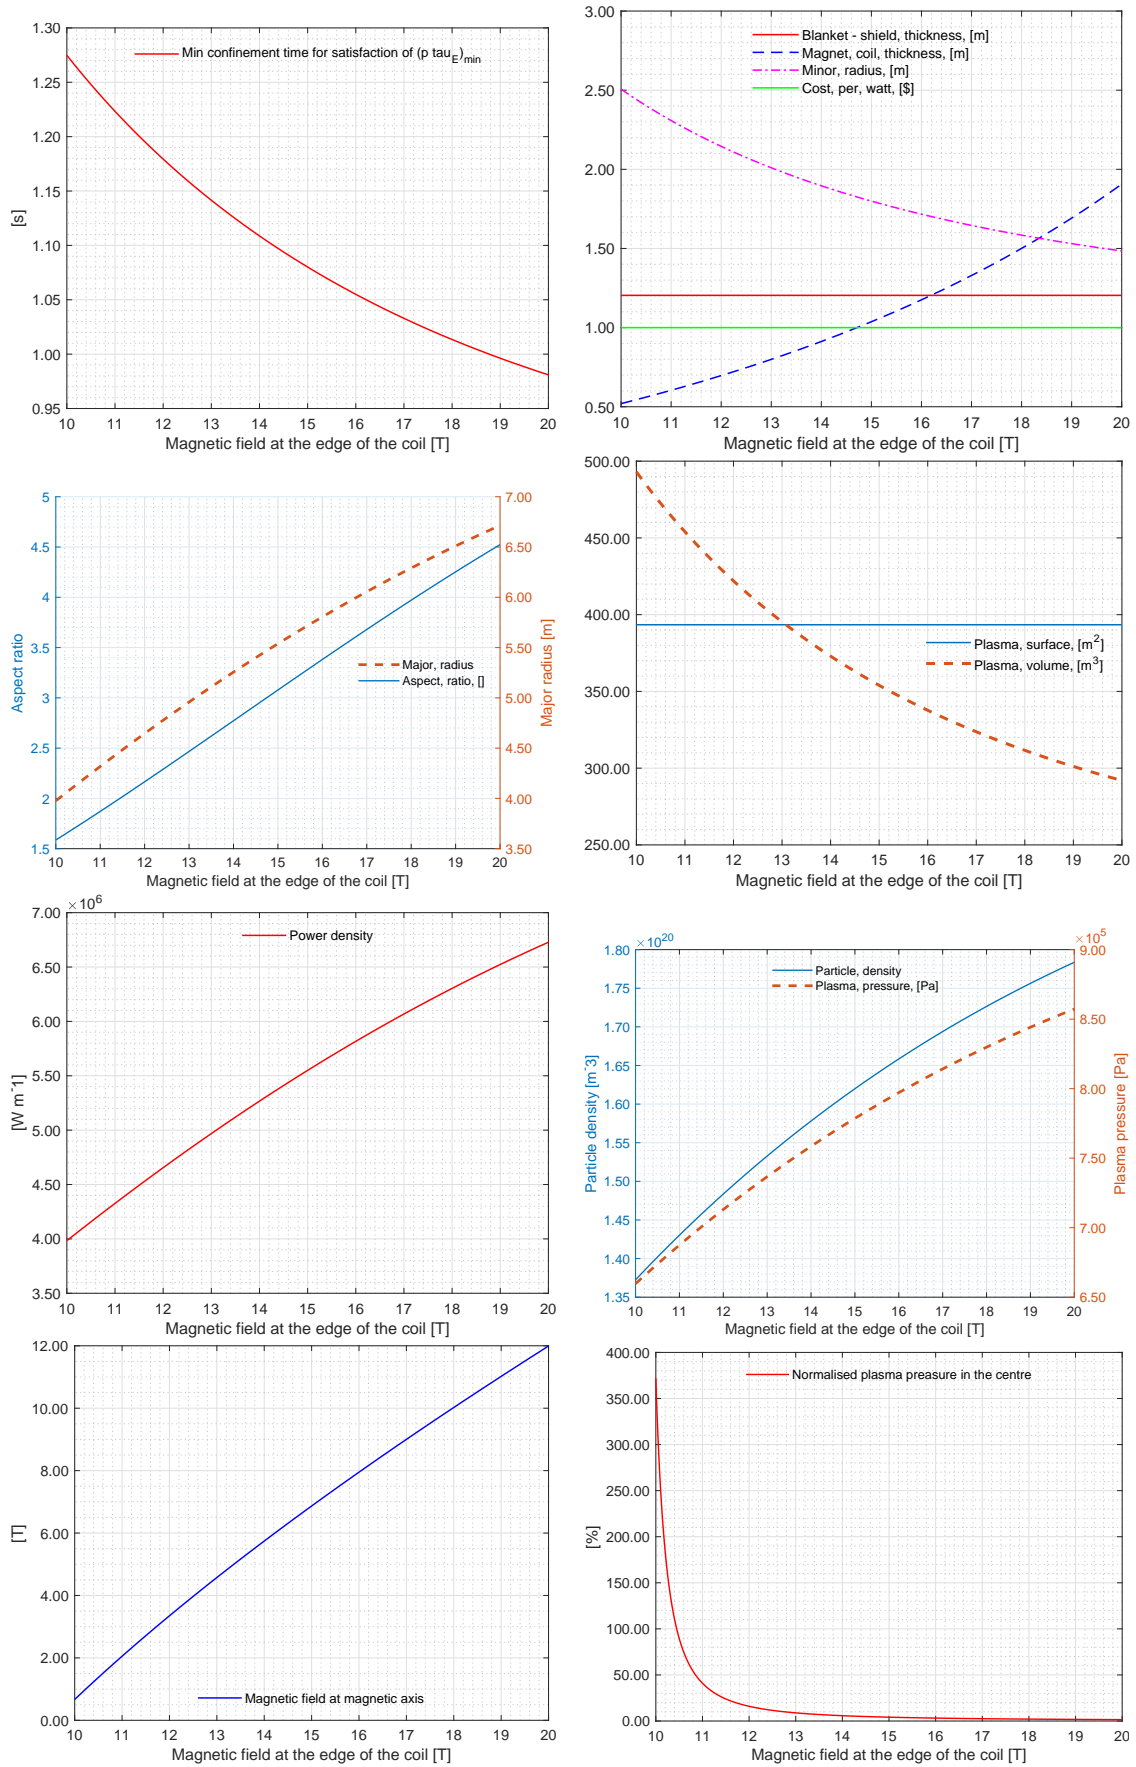 1.30
1.25
1.20
1.15
1.10
1.05
1.00
0.95
[s]
Min confinement time for satisfaction of (p tau_E)_min
10 11 12 13 14 15 16 17 18 19 20
Magnetic field at the edge of the coil [T]
3.00
2.50
2.00
1.50
1.00
0.50
Blanket - shield, thickness, [m]
Magnet, coil, thickness, [m]
Minor, radius, [m]
Cost, per, watt, [$]
10 11 12 13 14 15 16 17 18 19 20
Magnetic field at the edge of the coil [T]
5
4.5
4
3.5
3
2.5
2
1.5
Aspect ratio
Major, radius
Aspect, ratio, []
7.00
6.50
6.00
5.50
5.00
4.50
4.00
3.50
Major radius [m]
10 11 12 13 14 15 16 17 18 19 20
Magnetic field at the edge of the coil [T]
500.00
450.00
400.00
350.00
300.00
250.00
Plasma, surface, [m²]
Plasma, volume, [m³]
10 11 12 13 14 15 16 17 18 19 20
Magnetic field at the edge of the coil [T]
×10⁶
7.00
6.50
6.00
5.50
5.00
4.50
4.00
3.50
[W m⁻1]
Power density
10 11 12 13 14 15 16 17 18 19 20
Magnetic field at the edge of the coil [T]
×10²⁰
1.80
1.75
1.70
1.65
1.60
1.55
1.50
1.45
1.40
1.35
Particle density [m⁻3]
Particle, density
Plasma, pressure, [Pa]
×10⁵
9.00
8.50
8.00
7.50
7.00
6.50
Plasma pressure [Pa]
10 11 12 13 14 15 16 17 18 19 20
Magnetic field at the edge of the coil [T]
12.00
10.00
8.00
6.00
4.00
2.00
0.00
[T]
Magnetic field at magnetic axis
10 11 12 13 14 15 16 17 18 19 20
Magnetic field at the edge of the coil [T]
400.00
350.00
300.00
250.00
200.00
150.00
100.00
50.00
0.00
[%]
Normalised plasma preasure in the centre
10 11 12 13 14 15 16 17 18 19 20
Magnetic field at the edge of the coil [T]